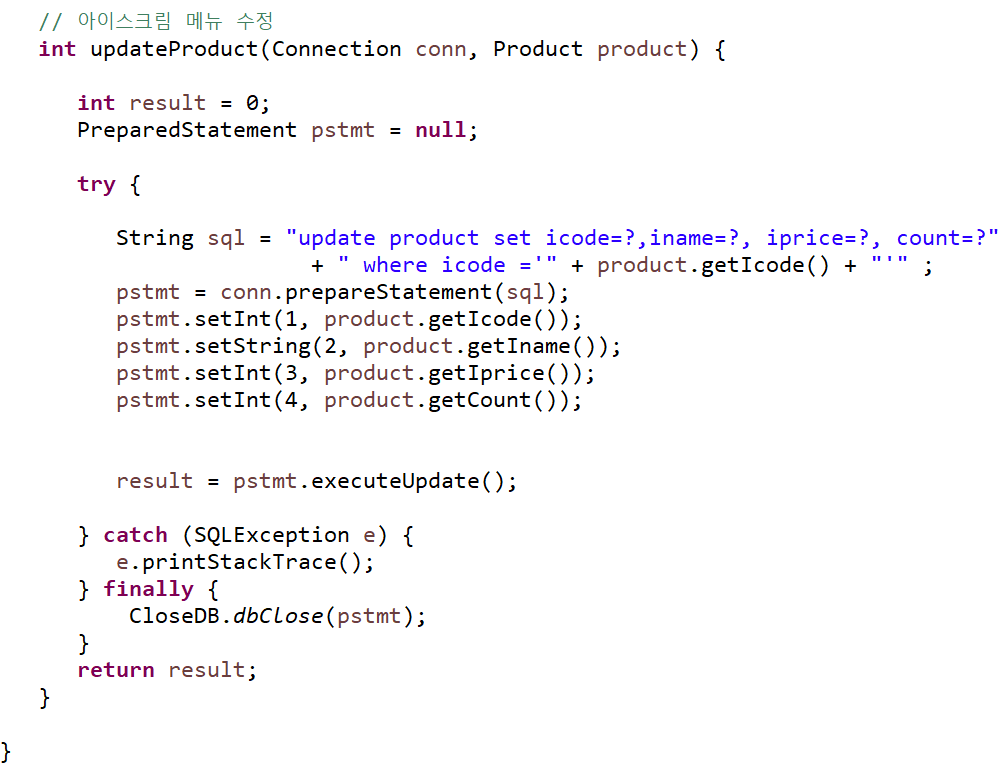 // 아이스크림 메뉴 수정
int updateProduct(Connection conn, Product product) {
int result = 0;
PreparedStatement pstmt = null;
try {
String sql = "update product set icode=?,iname=?, iprice=?, count=?"
+ " where icode ='" + product.getIcode() + "'" ;
pstmt = conn.prepareStatement(sql);
pstmt.setInt(1, product.getIcode());
pstmt.setString(2, product.getIname());
pstmt.setInt(3, product.getIprice());
pstmt.setInt(4, product.getCount());
result = pstmt.executeUpdate();
} catch (SQLException e) {
e.printStackTrace();
} finally {
CloseDB.dbClose(pstmt);
}
return result;
}
}